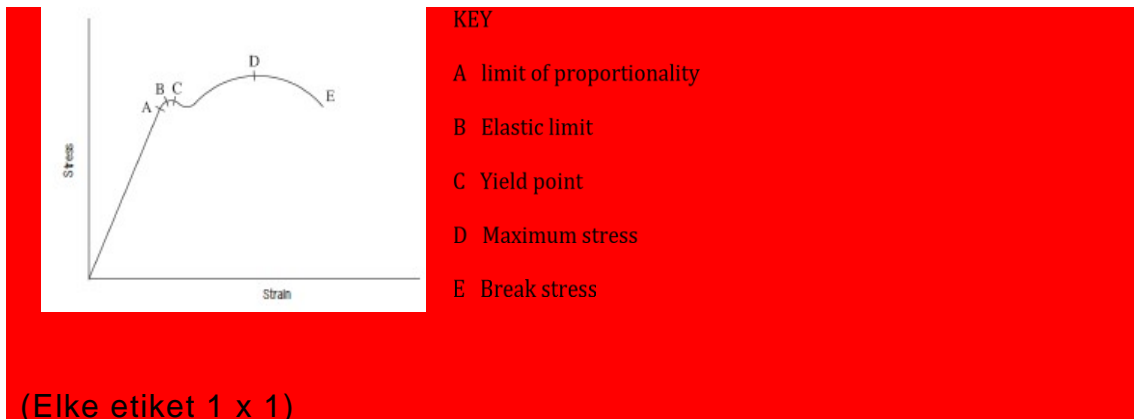 KEY
D
B C
A
E
A limit of proportionality
B Elastic limit
C Yield point
D Maximum stress
E Break stress
Stress
Strain
(Elke etiket 1 x 1)